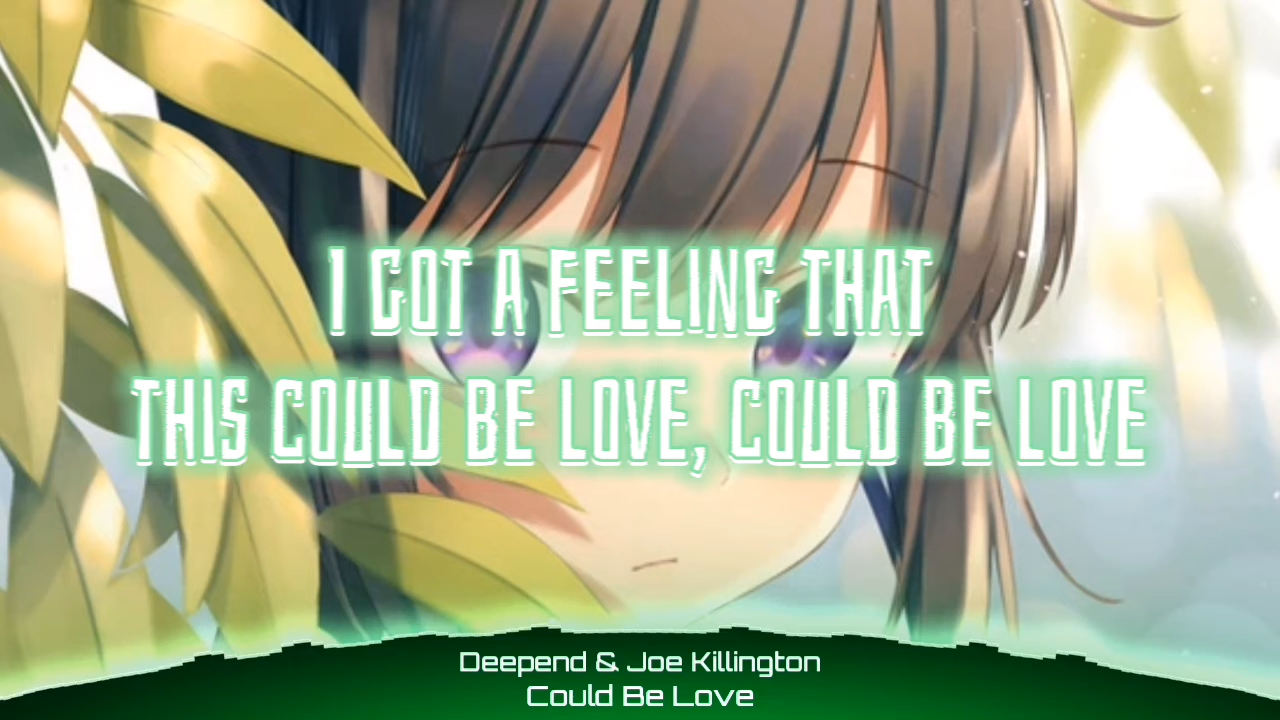 I GOT A FEELING THAT
THIS COULD BE LOVE, COULD BE LOVE
Deepend & Joe Killington
Could Be Love